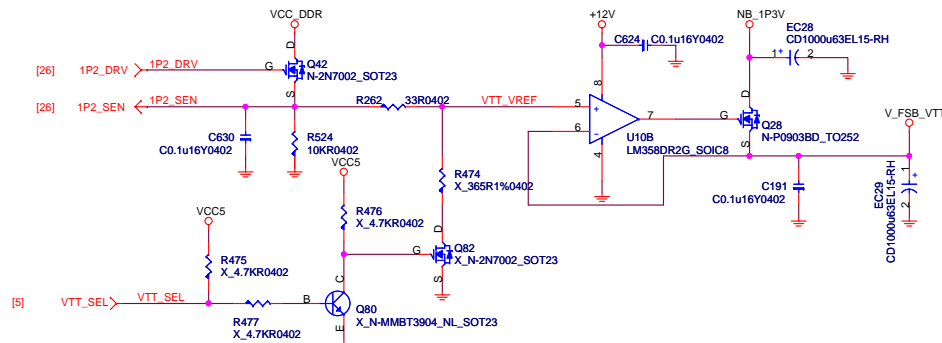 VCC_DDR
+12V
NB_1P3V
EC28
CD1000u63EL15-RH
C624
C0.1u16Y0402
1 + 2
D
Q42
N-2N7002_SOT23
[26]
1P2_DRV
1P2_DRV
G
S
8
D
[26]
1P2_SEN
1P2_SEN
R262
33R0402
VTT_VREF
5
+
7
G
Q28
N-P0903BD_TO252
V_FSB_VTT
6
-
U10B
LM358DR2G_SOIC8
S
C630
C0.1u16Y0402
R524
10KR0402
4
VCC5
R474
X_365R1%0402
C191
C0.1u16Y0402
EC29
CD1000u63EL15-RH
1
+
2
VCC5
R476
X_4.7KR0402
D
G
Q82
X_N-2N7002_SOT23
S
R475
X_4.7KR0402
C
[5]
VTT_SEL
VTT_SEL
B
Q80
X_N-MMBT3904_NL_SOT23
R477
X_4.7KR0402
E